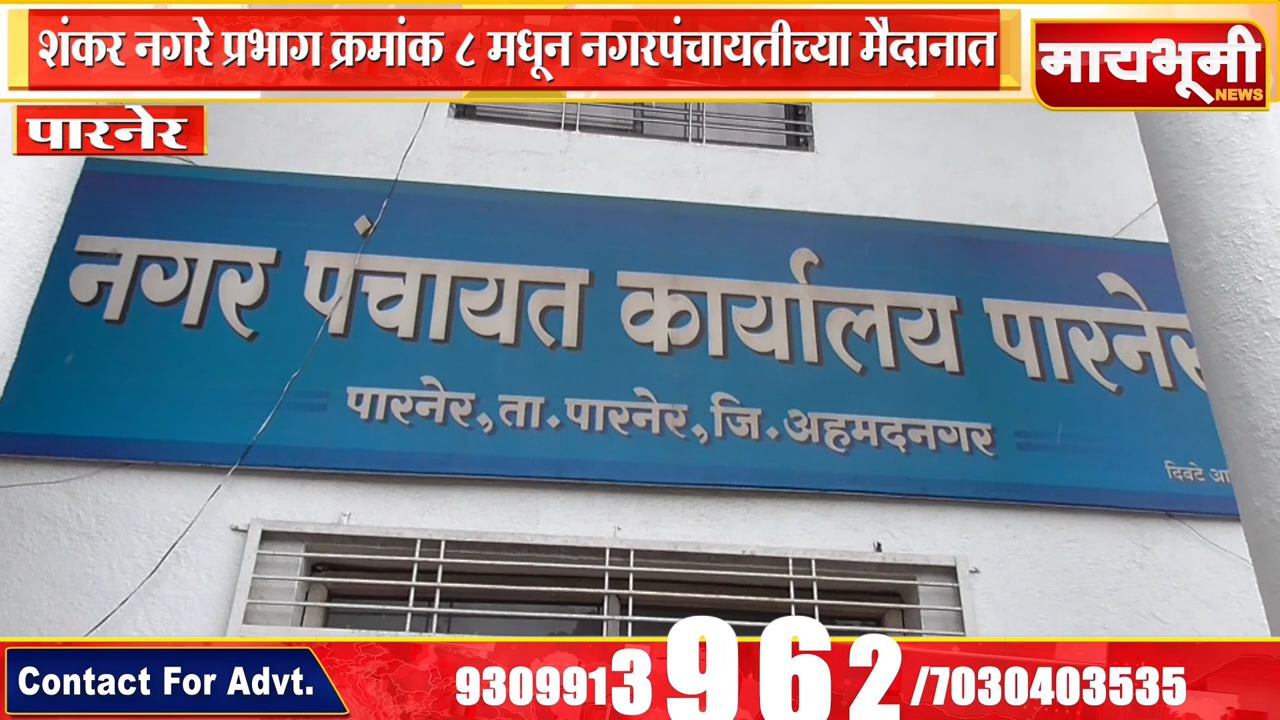 शंकर नगरे प्रभाग क्रमांक ८ मधून नगरपंचायतीच्या मैदानात
मायभूमी
NEWS
पारनेर
नगर पंचायत कार्यालय पारनेर
पारनेर, ता. पारनेर, जि. अहमदनगर
दिवटे
Contact For Advt.
9309913962/7030403535